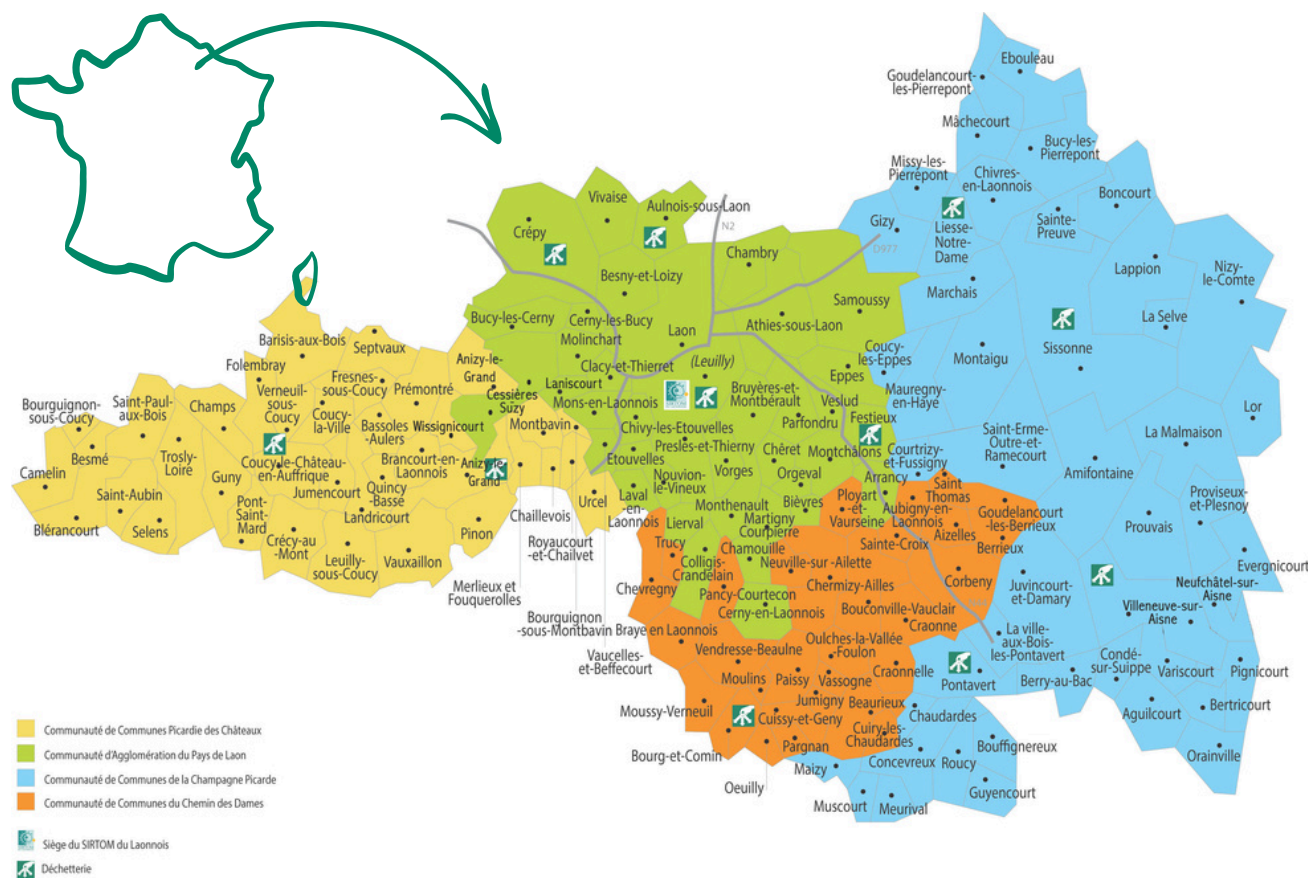 Ebouleau
Goudelancourt-
les-Pierrepont
Mâchecourt
Bucy-les-
Pierrepont
Missy-les-
Pierrepont
Chivres-
en-Laonnois
Boncourt
Vivaise
Aulnois-sous-Laon
N2
Crépy
Gizy
Liesse-
Notre-
Dame
Sainte-
Preuve
D977
Chambry
Lappion
Nizy-
le-Comte
Besny-et-Loizy
Marchais
Samoussy
Bucy-les-Cerny
Cerny-les-Bucy
Athies-sous-Laon
La Selve
Barisis-aux-Bois
Septvaux
Molinchart
Laon
Coucy-
les-Eppes
Montaigu
Sissonne
Folembray
Anizy-le-
Grand
Clacy-et-Thierret
(Leuilly)
Eppes
Verneuil-
sous-
Coucy
Fresnes-
sous-Coucy
Prémontré
Cessières
Suzy
Laniscourt
Mons-en-Laonnois
Bruyères-et-
Montbérault
Mauregny-
en-Haye
Bourguignon-
sous-Coucy
Saint-Paul-
aux-Bois
Champs
Coucy-
la-Ville
Bassoles
-Aulers
Wissignicourt
Montbavin
Chivy-les-Etouvelles
Parfondru
Veslud
Festieux
Lor
Besmé
Trosly-
Loire
Coucy-le-Château-
en-Auffrique
Brancourt-en-
Laonnois
Anizy-le-
Grand
Etouvelles
Presles-et-Thierny
Chéret
Montchâlons
Courtrizy-
et-Fussigny
Saint-Erme-
Outre-et
Ramecourt
La Malmaison
Camelin
Guny
Jumencourt
Quincy-
Basse
Nouvion-
le-Vineux
Vorges
Orgeval
Arrancy
Saint
Thomas
Amifontaine
Saint-Aubin
Pont-
Saint-
Mard
Landricourt
Urcel
Laval-
en-
Laonnois
Bièvres
Ployart
-et-
Vaurseine
Aubigny-en-
Laonnois
Goudelancourt
-les-Berrieux
Proviseux-et-
Plesnoy
Blérancourt
Selens
Crécy-au
-Mont
Pinon
Chaillevois
Lierval
Monthenault
Martigny
Courpierre
Sainte-Croix
Aizelles
Berrieux
Prouvais
Leuilly-
sous-Coucy
Vauxaillon
Royaucourt
-et-Chailvet
Trucy
Colligis-
Crandelain
Chamouille
Neuville-sur-Ailette
Evergnicourt
Merlieux et
Fouquerolles
Chevregny
Pancy-Courtecon
Chermizy-Ailles
Corbeny
Juvincourt-
et-Damary
Neufchâtel-sur-
Aisne
Bourguignon
-sous-Montbavin
Cerny-en-Laonnois
Bouconville-Vauclair
Craonne
Villeneuve-sur-
Aisne
Braye en Laonnois
Vaucelles-
et-Beffecourt
Vendresse-Beaulne
Oulches-la-Vallée
-Foulon
La ville-
aux-Bois-
les-Pontavert
Condé-
sur-Suippe
Variscourt
Pignicourt
Moulins
Paissy
Vassogne
Craonnelle
Pontavert
Berry-au-Bac
Moussy-Verneuil
Jumigny
Beaurieux
Chaudardes
Aguilcourt
Bertricourt
Cuissy-et-Geny
Cuiry-les-
Chaudardes
Bouffignereux
Bourg-et-Comin
Pargnan
Concevreux
Roucy
Orainville
Maizy
Oeuilly
Guyencourt
Muscourt
Meurival
Communauté de Communes Picardie des Châteaux
Communauté d'Agglomération du Pays de Laon
Communauté de Communes de la Champagne Picarde
Communauté de Communes du Chemin des Dames
Siège du SIRTOM du Laonnois
Déchetterie